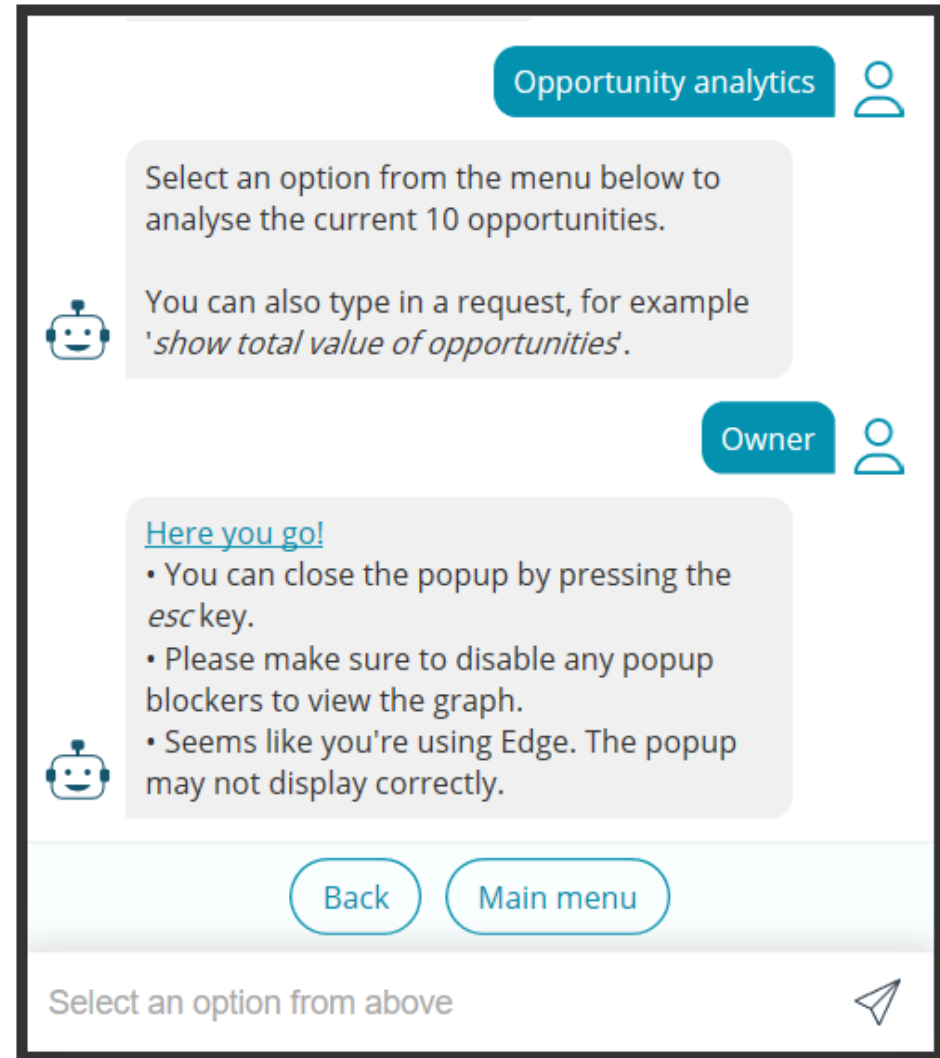 Opportunity analytics
Select an option from the menu below to
analyse the current 10 opportunities.
You can also type in a request, for example
'show total value of opportunities'.
Owner
Here you go!
• You can close the popup by pressing the
esc key.
• Please make sure to disable any popup
blockers to view the graph.
• Seems like you're using Edge. The popup
may not display correctly.
Back
Main menu
Select an option from above